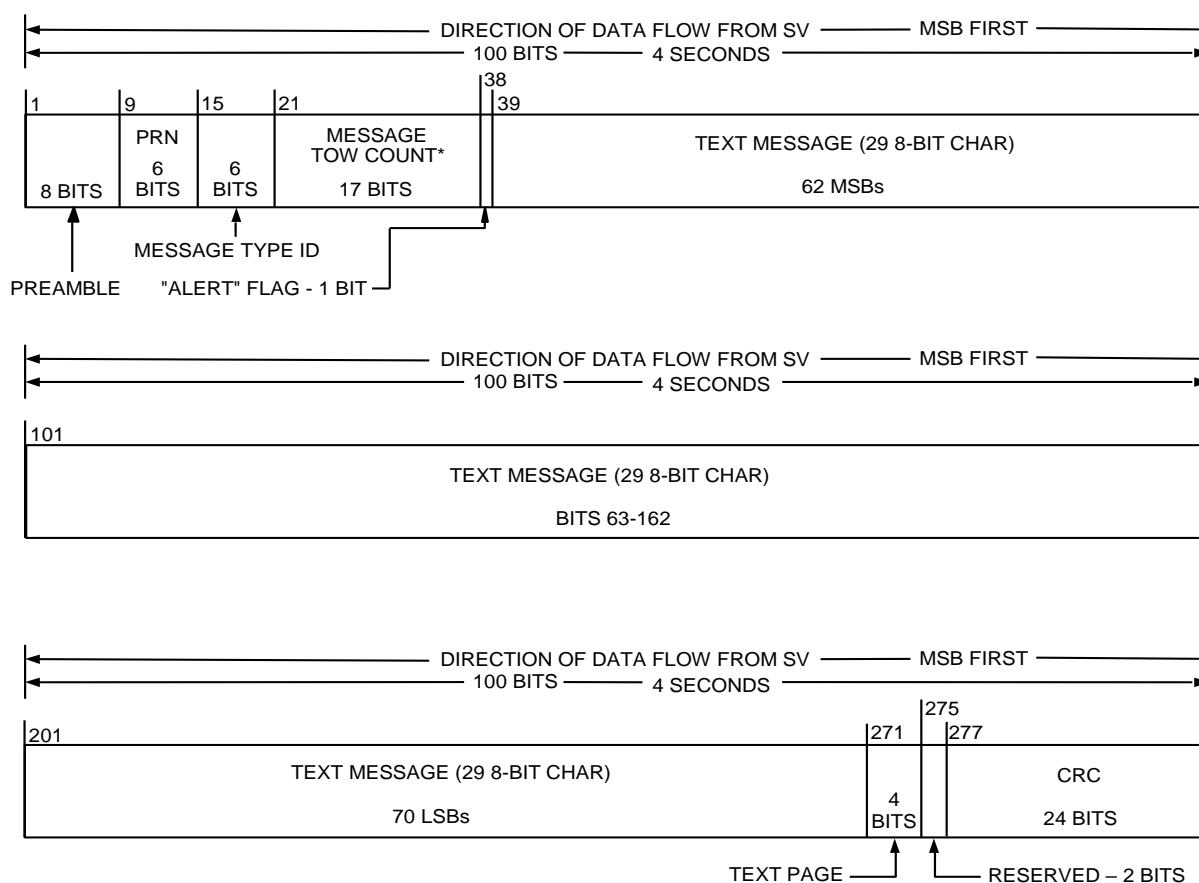 DIRECTION OF DATA FLOW FROM SV MSB FIRST
100 BITS 4 SECONDS
1 9 15 21 38 39
8 BITS
PRN
6
BITS
6
BITS
MESSAGE
TOW COUNT*
17 BITS
TEXT MESSAGE (29 8-BIT CHAR)
62 MSBs
MESSAGE TYPE ID
PREAMBLE "ALERT" FLAG - 1 BIT
DIRECTION OF DATA FLOW FROM SV MSB FIRST
100 BITS 4 SECONDS
101
TEXT MESSAGE (29 8-BIT CHAR)
BITS 63-162
DIRECTION OF DATA FLOW FROM SV MSB FIRST
100 BITS 4 SECONDS
201 271 275 277
TEXT MESSAGE (29 8-BIT CHAR)
70 LSBs
4
BITS
CRC
24 BITS
TEXT PAGE RESERVED – 2 BITS